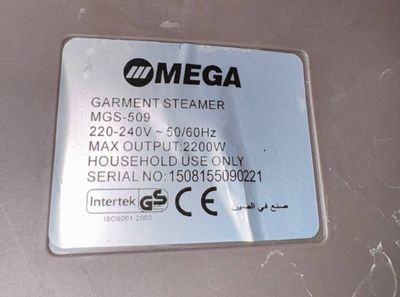 OMEGA
GARMENT STEAMER
MGS-509
220-240V ~ 50/60Hz
MAX OUTPUT:2200W
HOUSEHOLD USE ONLY
SERIAL NO:1508155090221
Intertek GS CE صنع في الصين
ISO9001:2000